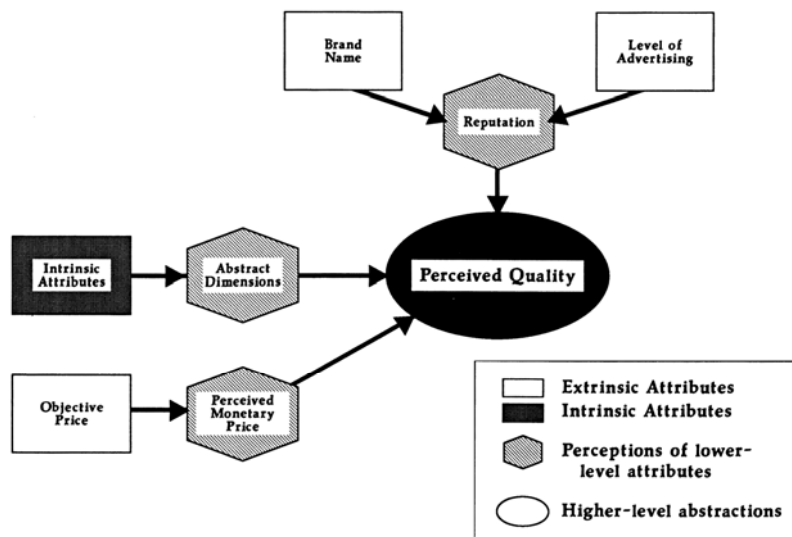 Brand
Name
Level of
Advertising
Reputation
Intrinsic
Attributes
Abstract
Dimensions
Perceived Quality
Objective
Price
Perceived
Monetary
Price
Extrinsic Attributes
Intrinsic Attributes
Perceptions of lower-
level attributes
Higher-level abstractions